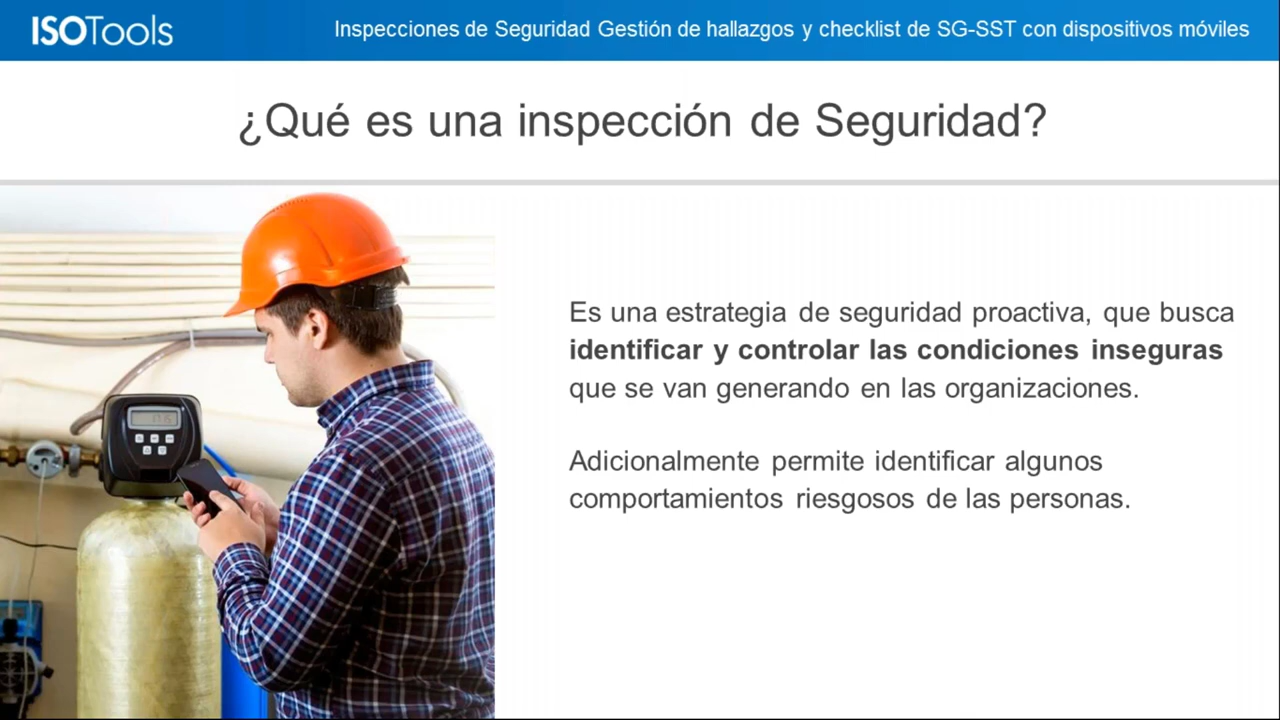 ISOTools
Inspecciones de Seguridad Gestión de hallazgos y checklist de SG-SST con dispositivos móviles
¿Qué es una inspección de Seguridad?
Es una estrategia de seguridad proactiva, que busca
identificar y controlar las condiciones inseguras
que se van generando en las organizaciones.
Adicionalmente permite identificar algunos
comportamientos riesgosos de las personas.